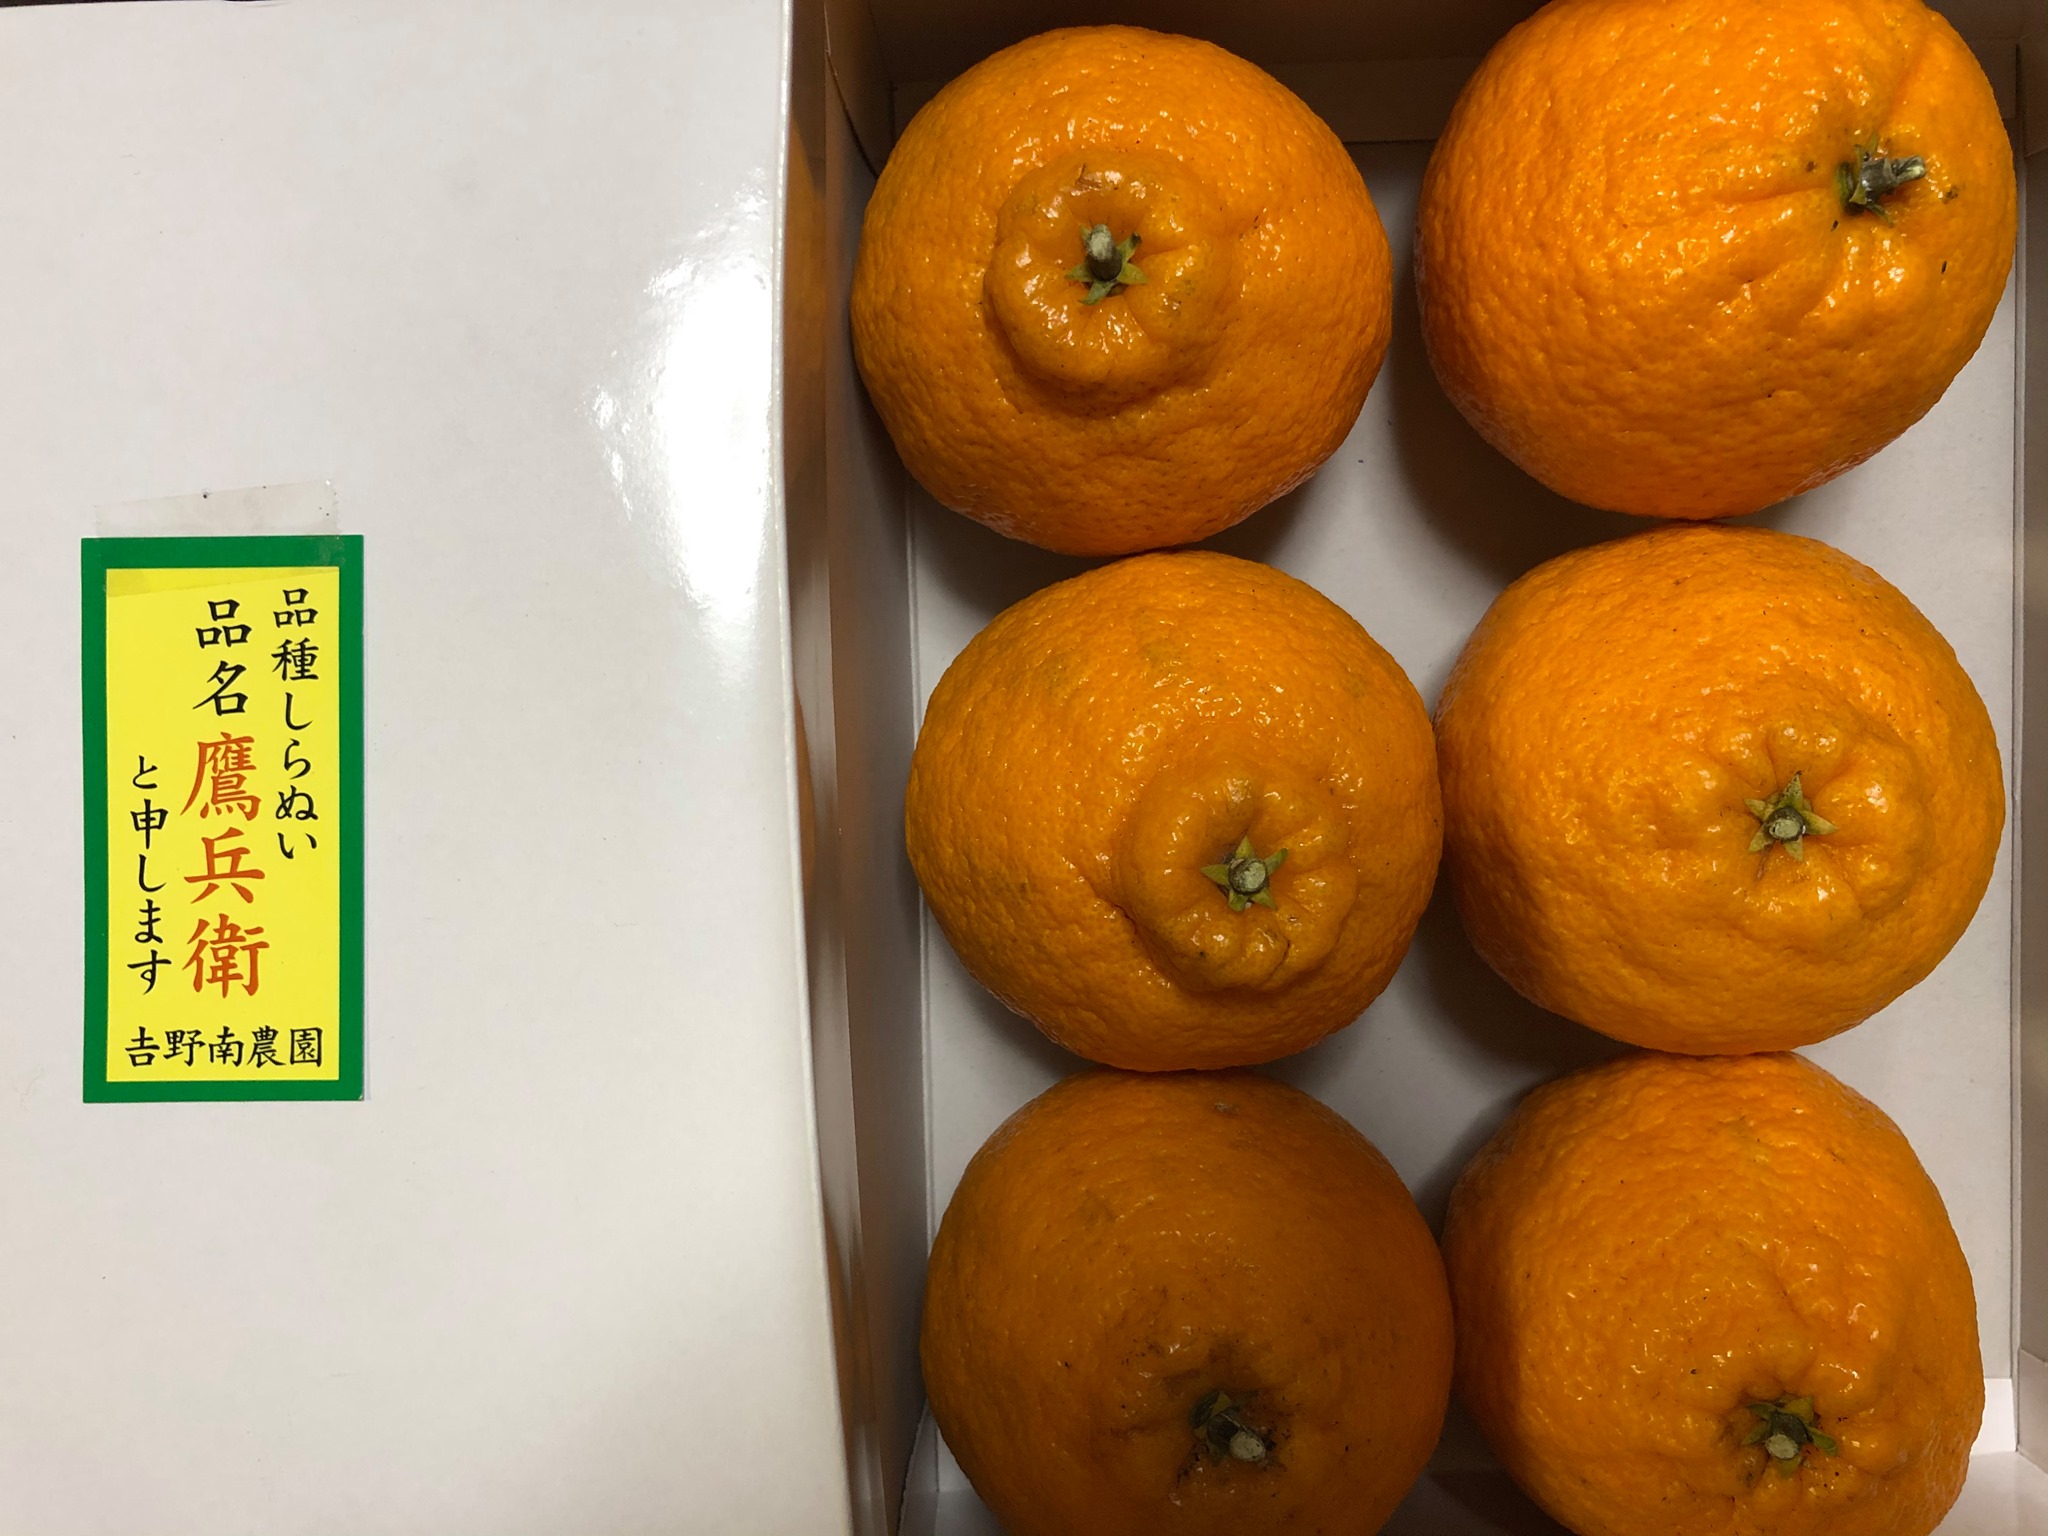 品種しらぬい
品名鷹兵衛
と申します
𠮷野南農園